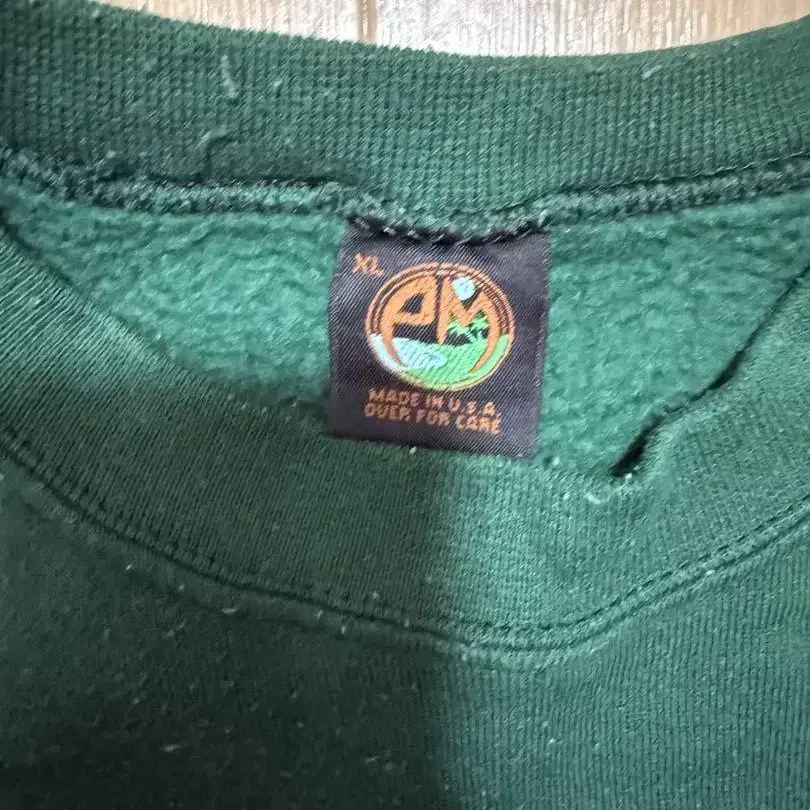 XL
PM
MADE IN U.S.A.
OVER FOR CARE